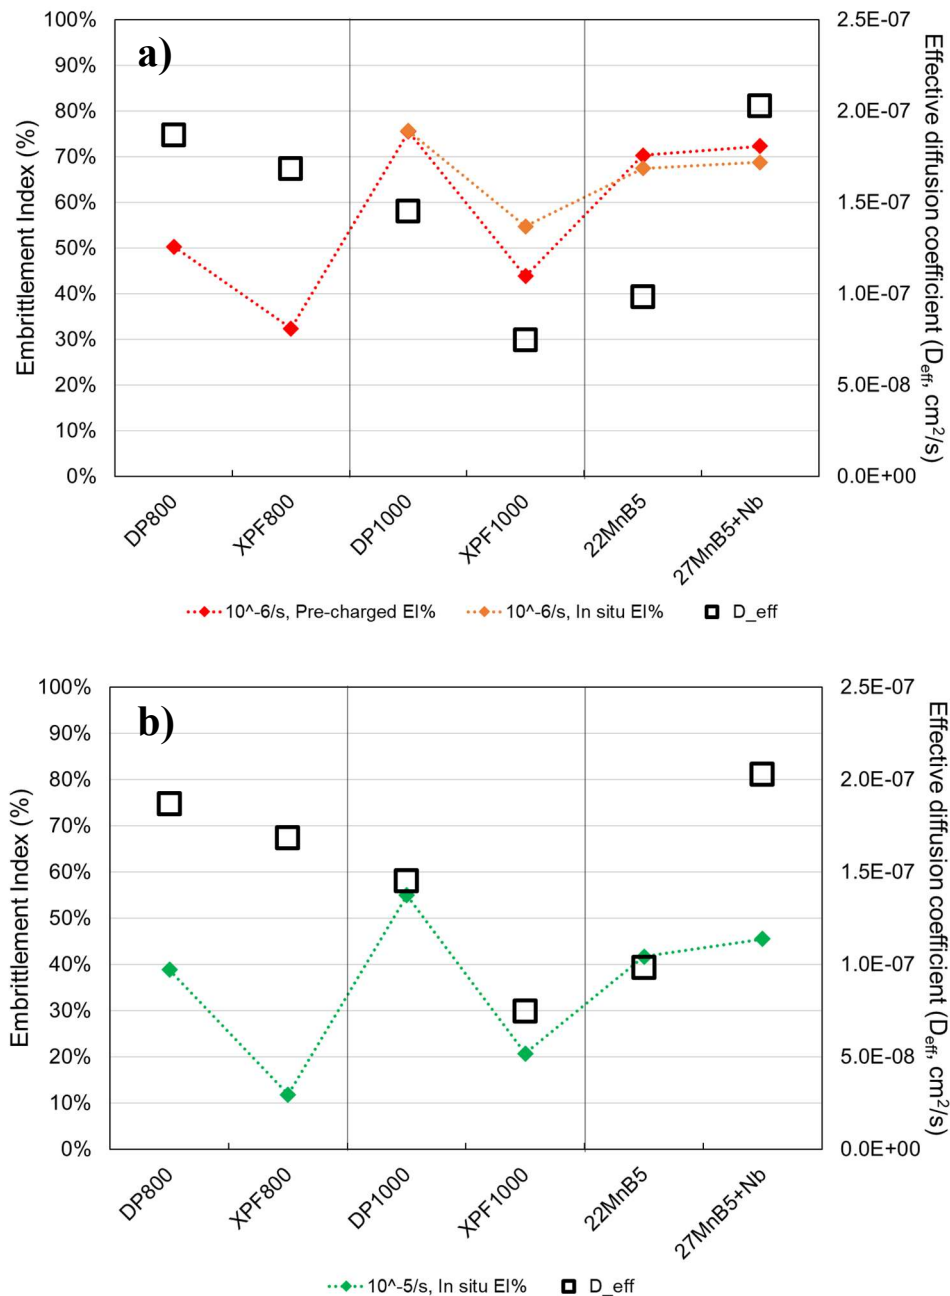 a)
Embrittlement Index (%)
100%
90%
80%
70%
60%
50%
40%
30%
20%
10%
0%
2.5E-07
2.0E-07
1.5E-07
1.0E-07
5.0E-08
0.0E+00
Effective diffusion coefficient (D_eff, cm²/s)
DP800
XPF800
DP1000
XPF1000
22MnB5
27MnB5+Nb
10^-6/s, Pre-charged EI%
10^-6/s, In situ EI%
D_eff
b)
Embrittlement Index (%)
100%
90%
80%
70%
60%
50%
40%
30%
20%
10%
0%
2.5E-07
2.0E-07
1.5E-07
1.0E-07
5.0E-08
0.0E+00
Effective diffusion coefficient (D_eff, cm²/s)
DP800
XPF800
DP1000
XPF1000
22MnB5
27MnB5+Nb
10^-5/s, In situ EI%
D_eff